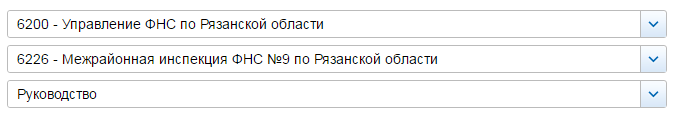 6200 - Управление ФНС по Рязанской области
6226 - Межрайонная инспекция ФНС №9 по Рязанской области
Руководство